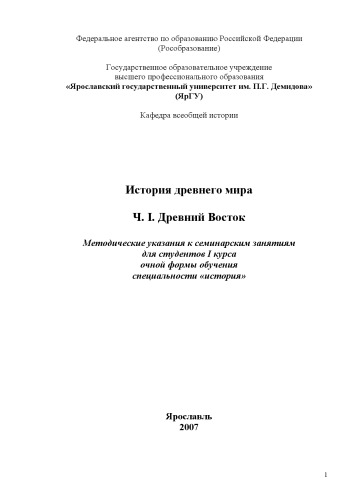 Федеральное агентство по образованию Российской Федерации
(Рособразование)
Государственное образовательное учреждение
высшего профессионального образования
«Ярославский государственный университет им. П.Г. Демидова»
(ЯрГУ)
Кафедра всеобщей истории
История древнего мира
Ч. I. Древний Восток
Методические указания к семинарским занятиям
для студентов I курса
очной формы обучения
специальности «история»
Ярославль
2007
1